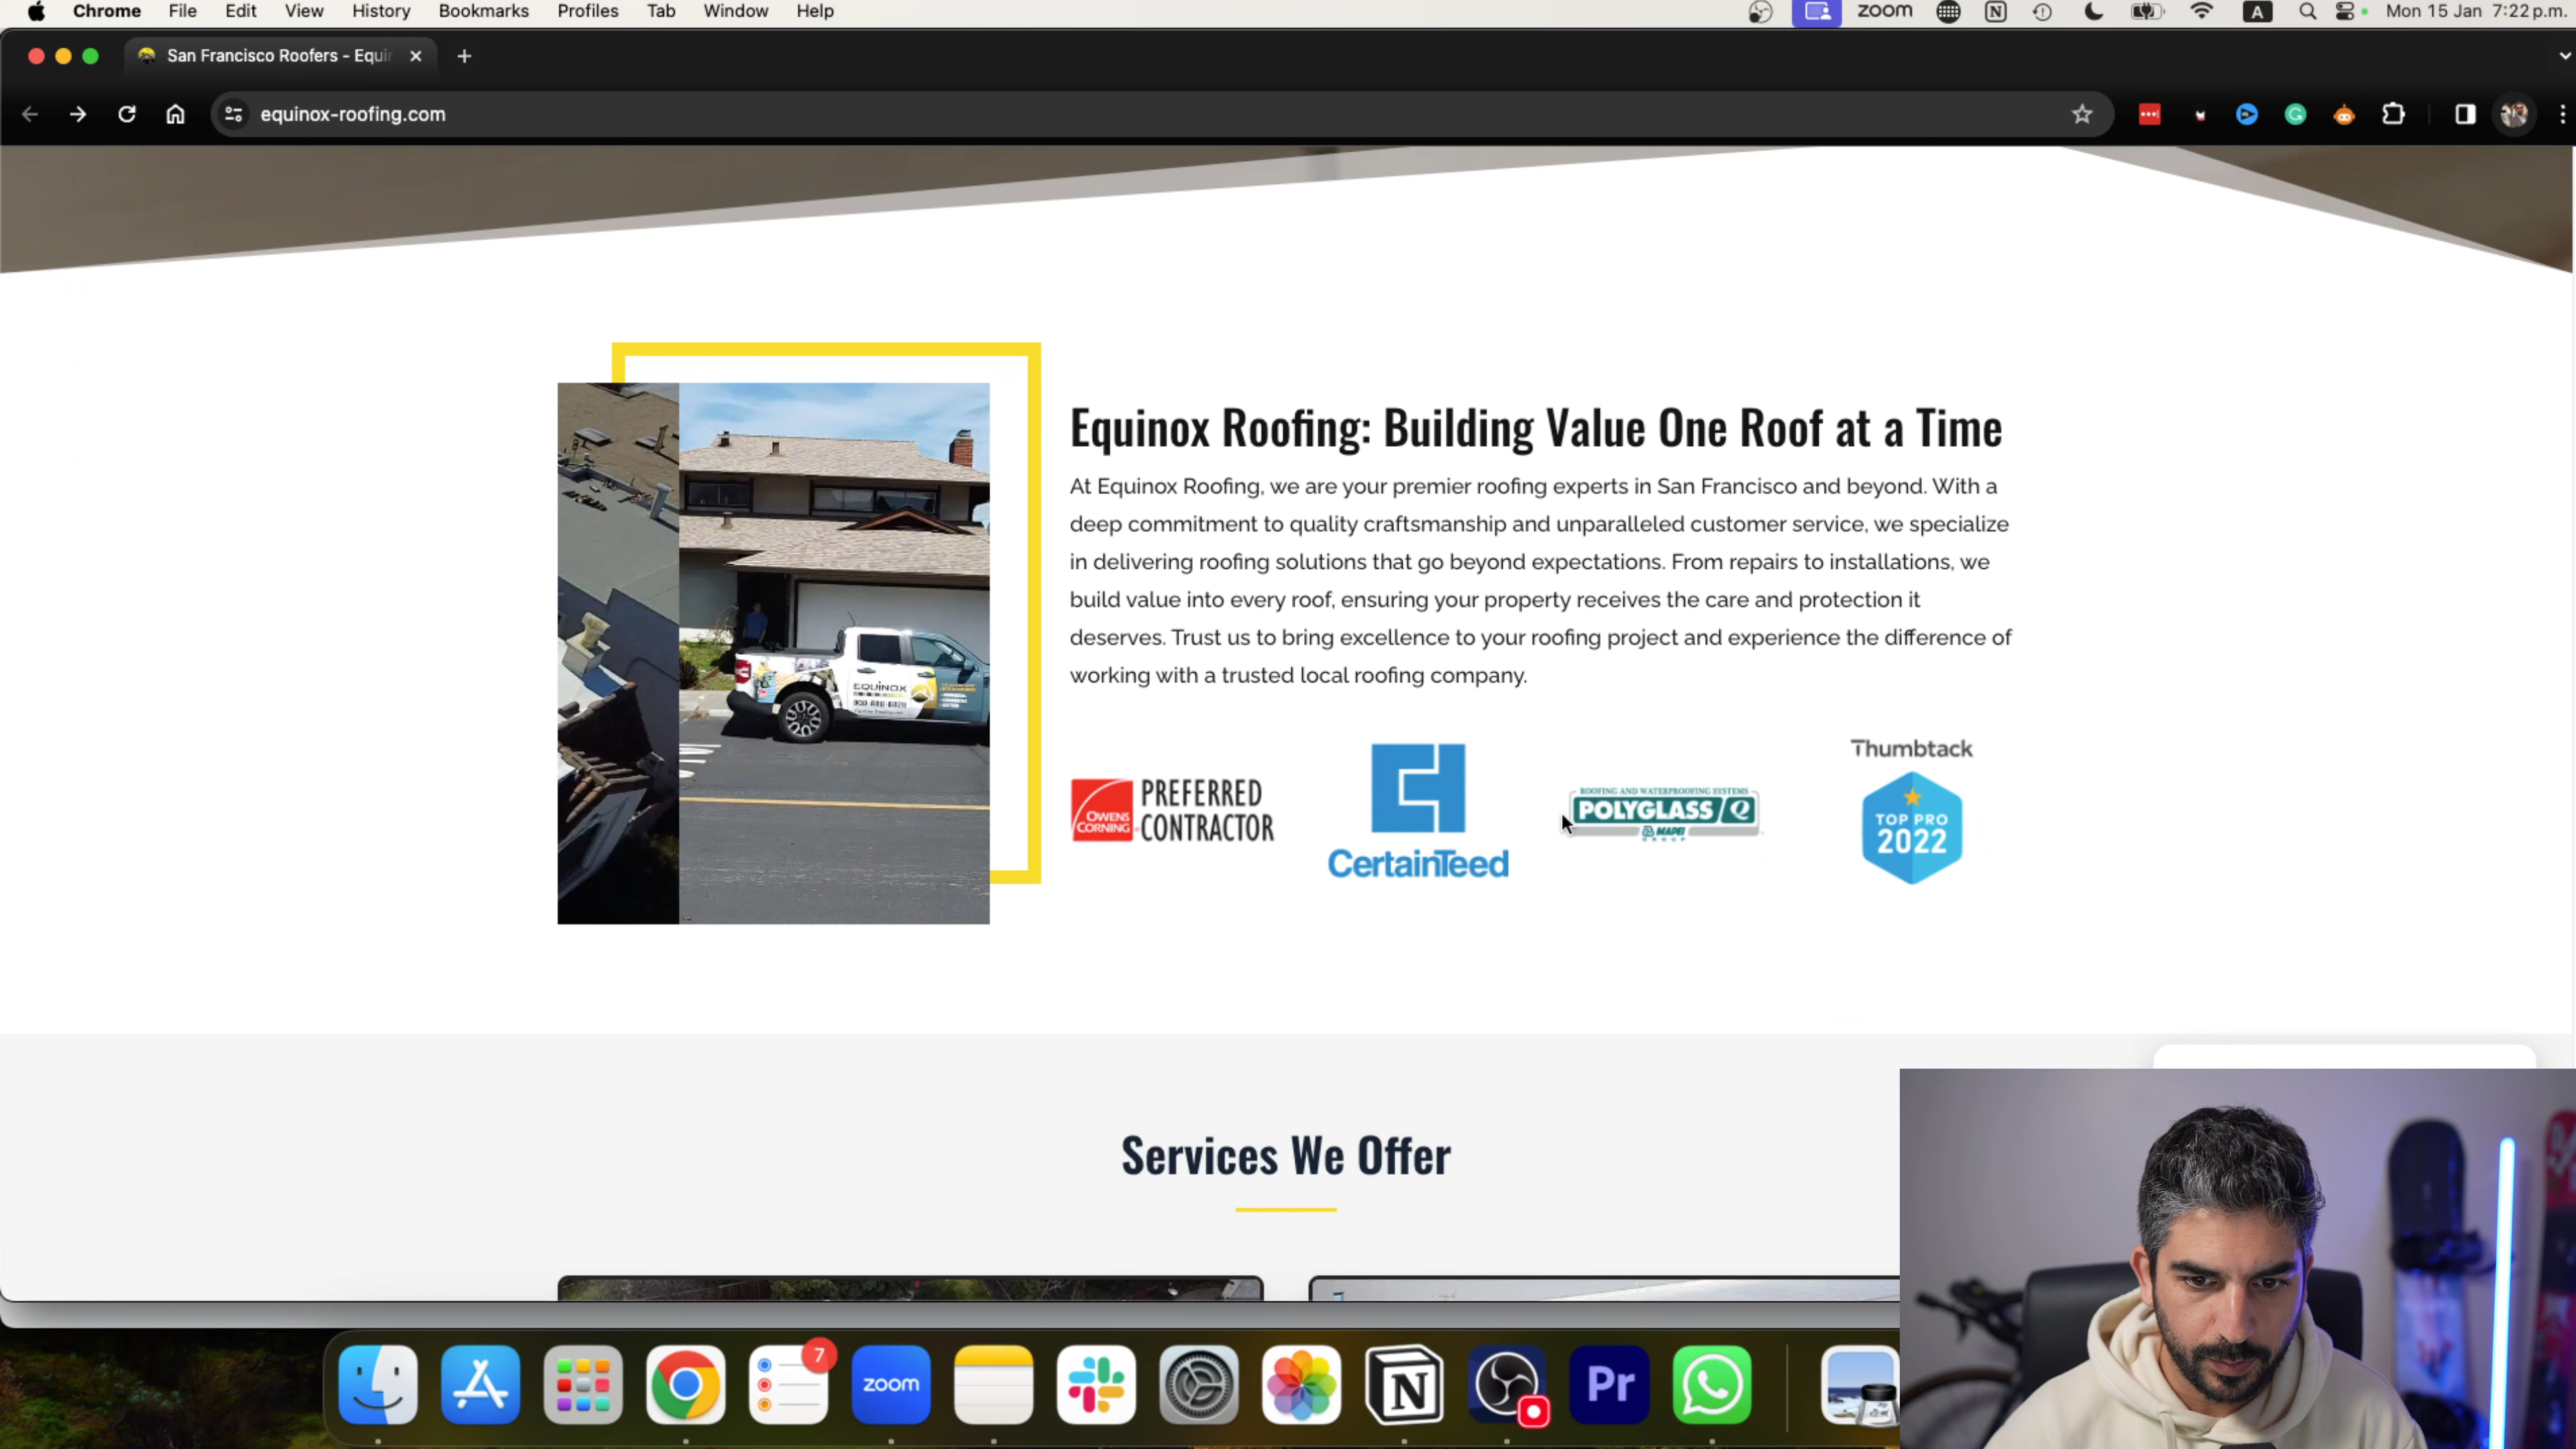 Chrome File Edit View History Bookmarks Profiles Tab Window Help
zoom
A
Mon 15 Jan 7:22 p.m.
San Francisco Roofers - Equin
equinox-roofing.com
Equinox Roofing: Building Value One Roof at a Time
At Equinox Roofing, we are your premier roofing experts in San Francisco and beyond. With a
deep commitment to quality craftsmanship and unparalleled customer service, we specialize
in delivering roofing solutions that go beyond expectations. From repairs to installations, we
build value into every roof, ensuring your property receives the care and protection it
deserves. Trust us to bring excellence to your roofing project and experience the difference of
working with a trusted local roofing company.
EQUINOX
OWENS
CORNING
PREFERRED
CONTRACTOR
CertainTeed
ROOFING AND WATERPROOFING SYSTEMS
POLYGLASS
MAPEI
GROUP
Thumbtack
TOP PRO
2022
Services We Offer
7
zoom
N
Pr